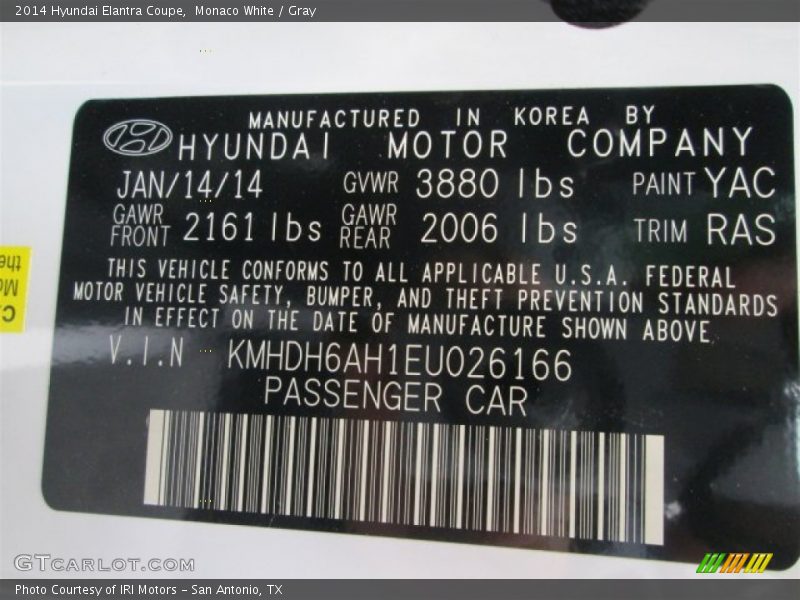 2014 Hyundai Elantra Coupe,  Monaco White / Gray
MANUFACTURED IN KOREA BY
HYUNDAI MOTOR COMPANY
JAN/14/14 GVWR 3880 lbs PAINT YAC
GAWR FRONT 2161 lbs GAWR REAR 2006 lbs TRIM RAS
THIS VEHICLE CONFORMS TO ALL APPLICABLE U.S.A. FEDERAL
MOTOR VEHICLE SAFETY, BUMPER, AND THEFT PREVENTION STANDARDS
IN EFFECT ON THE DATE OF MANUFACTURE SHOWN ABOVE
V.I.N KMHDH6AH1EU026166
PASSENGER CAR
the
GTCARLOT.COM
Photo Courtesy of IRI Motors - San Antonio, TX